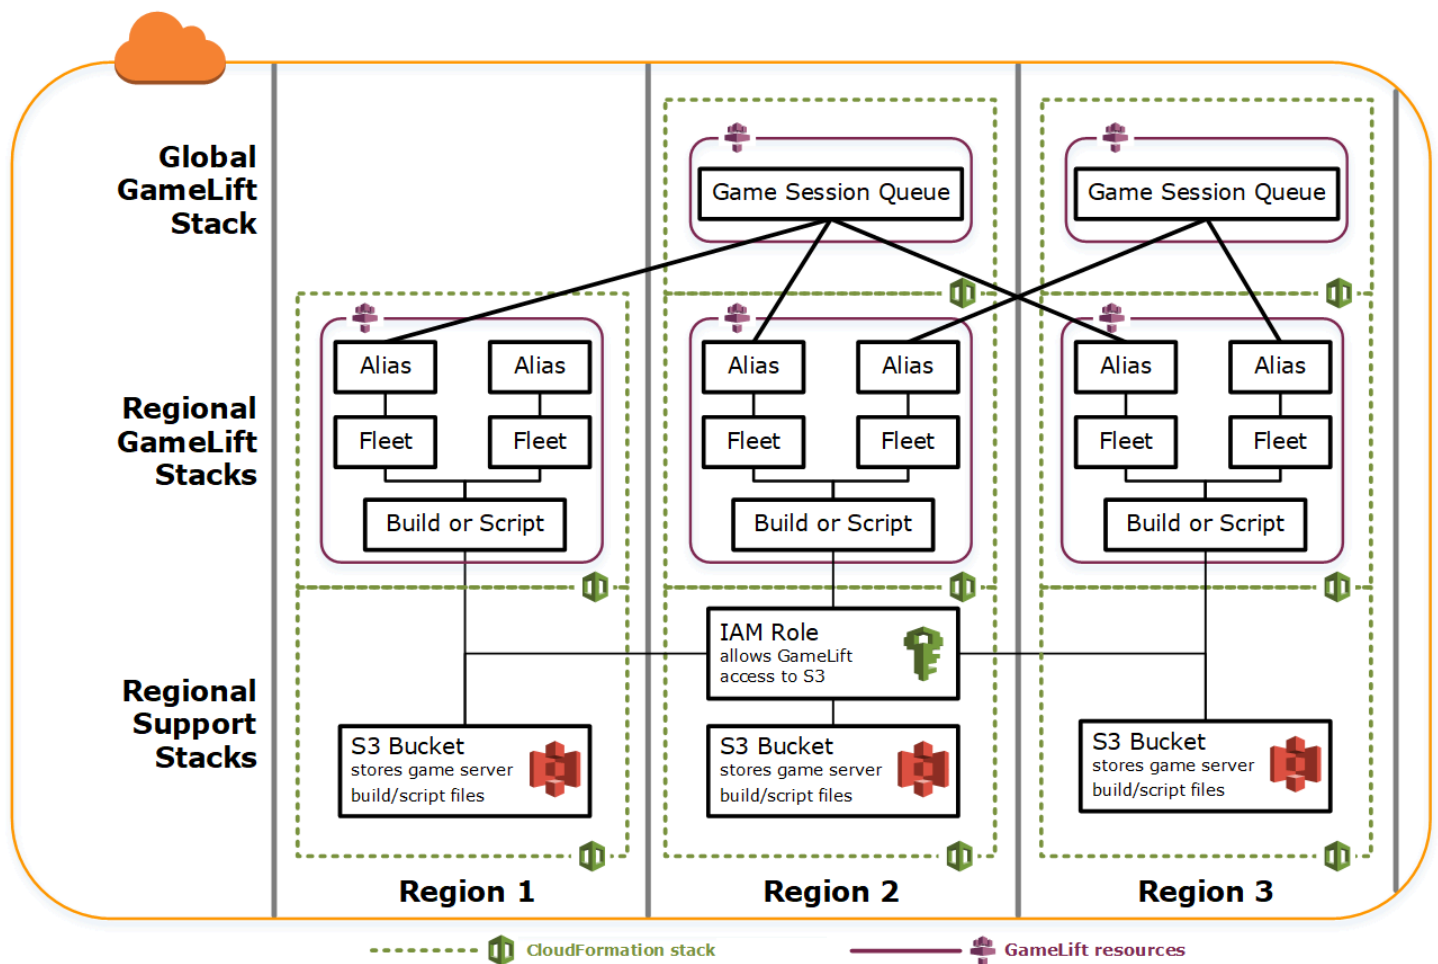 Global
GameLift
Stack
Game Session Queue
Game Session Queue
Regional
GameLift
Stacks
Alias
Alias
Alias
Alias
Alias
Alias
Fleet
Fleet
Fleet
Fleet
Fleet
Fleet
Build or Script
Build or Script
Build or Script
Regional
Support
Stacks
IAM Role
allows GameLift
access to S3
S3 Bucket
stores game server
build/script files
S3 Bucket
stores game server
build/script files
S3 Bucket
stores game server
build/script files
Region 1
Region 2
Region 3
CloudFormation stack
GameLift resources